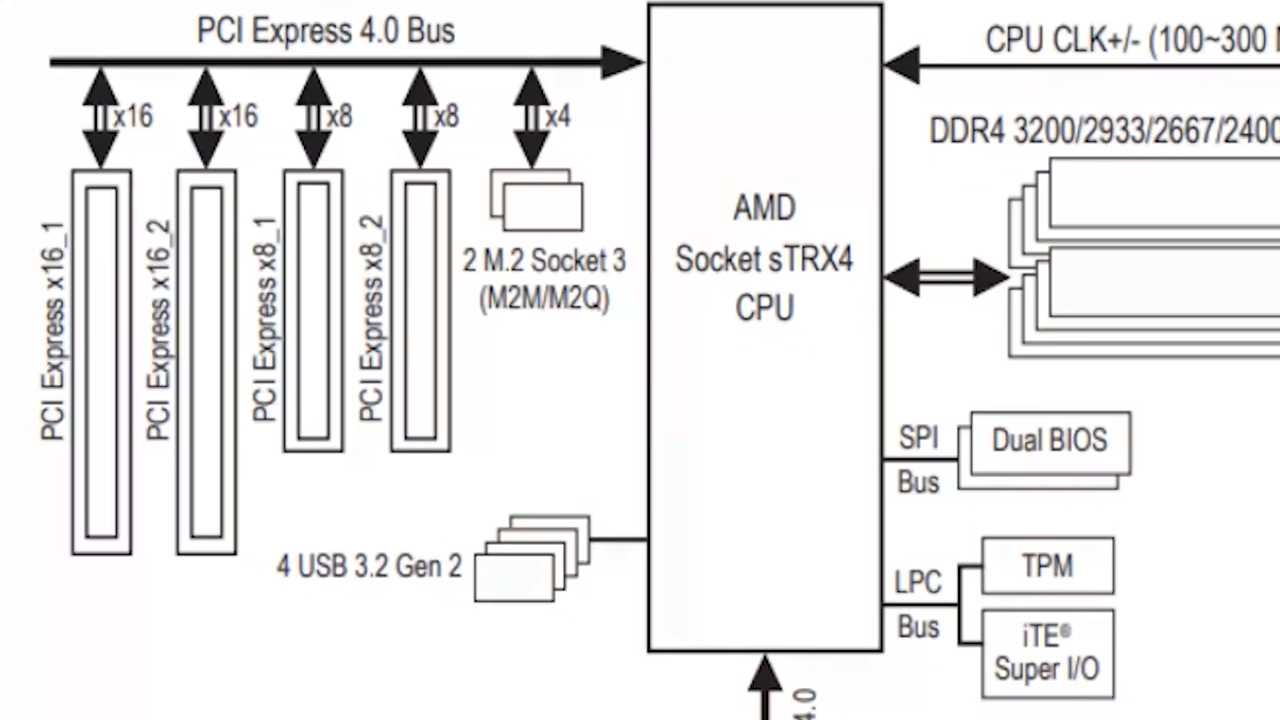 PCI Express 4.0 Bus
CPU CLK+/- (100~300
x16
x16
x8
x8
x4
DDR4 3200/2933/2667/2400
PCI Express x16_1
PCI Express x16_2
PCI Express x8_1
PCI Express x8_2
2 M.2 Socket 3
(M2M/M2Q)
AMD
Socket sTRX4
CPU
SPI
Bus
Dual BIOS
4 USB 3.2 Gen 2
LPC
Bus
TPM
iTE®
Super I/O
4.0